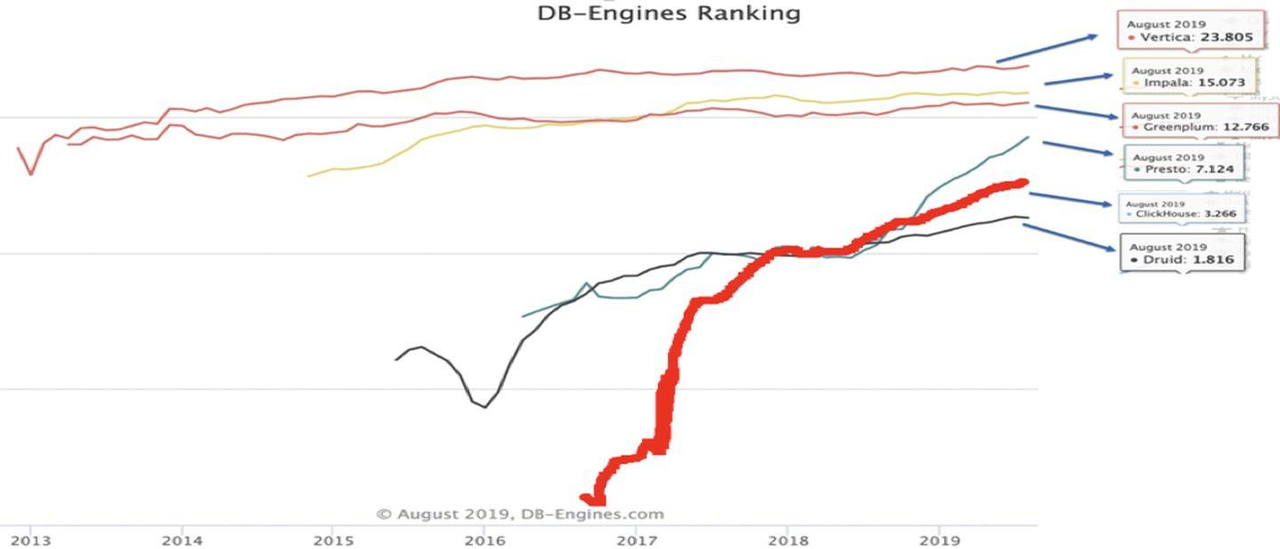 DB-Engines Ranking
August 2019
• Vertica: 23.805
August 2019
• Impala: 15.073
August 2019
• Greenplum: 12.766
August 2019
• Presto: 7.124
August 2019
• ClickHouse: 3.266
August 2019
• Druid: 1.816
© August 2019, DB-Engines.com
2013 2014 2015 2016 2017 2018 2019